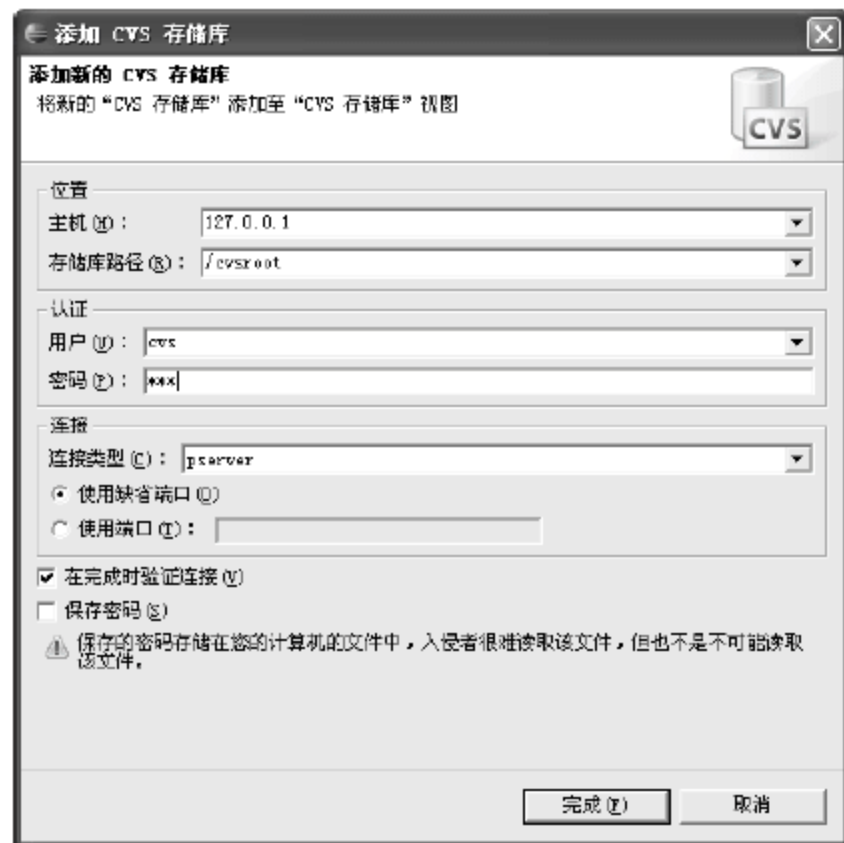 添加 CVS 存储库
添加新的 CVS 存储库
将新的“CVS 存储库”添加至“CVS 存储库”视图
CVS
位置
主机(H)： 127.0.0.1
存储库路径(R)： /cvsroot
认证
用户(U)： cvs
密码(P)： ***
连接
连接类型(C)： pserver
使用缺省端口(O)
使用端口(T)：
在完成时验证连接(V)
保存密码(S)
保存的密码存储在您的计算机的文件中，入侵者很难读取该文件，但也不是不可能读取
该文件。
完成(F) 取消